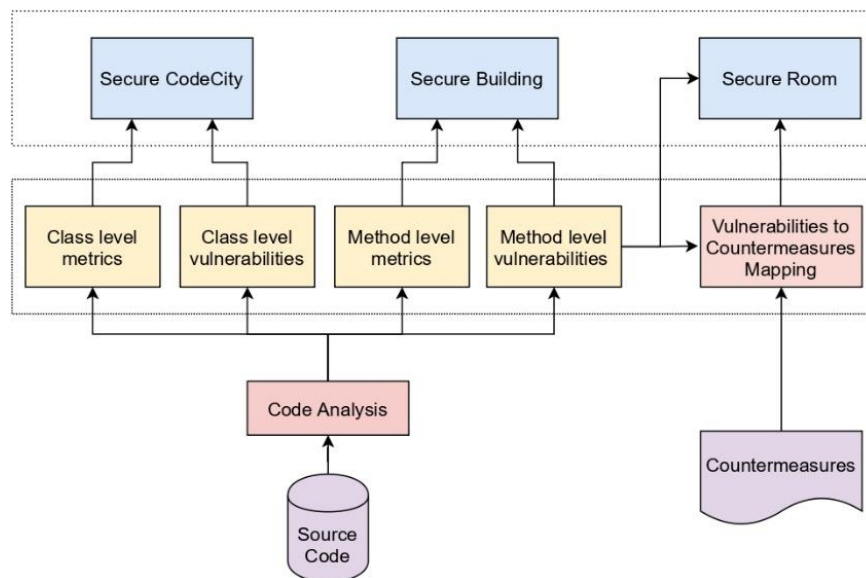 Secure CodeCity
Secure Building
Secure Room
Class level
metrics
Class level
vulnerabilities
Method level
metrics
Method level
vulnerabilities
Vulnerabilities to
Countermeasures
Mapping
Code Analysis
Countermeasures
Source
Code